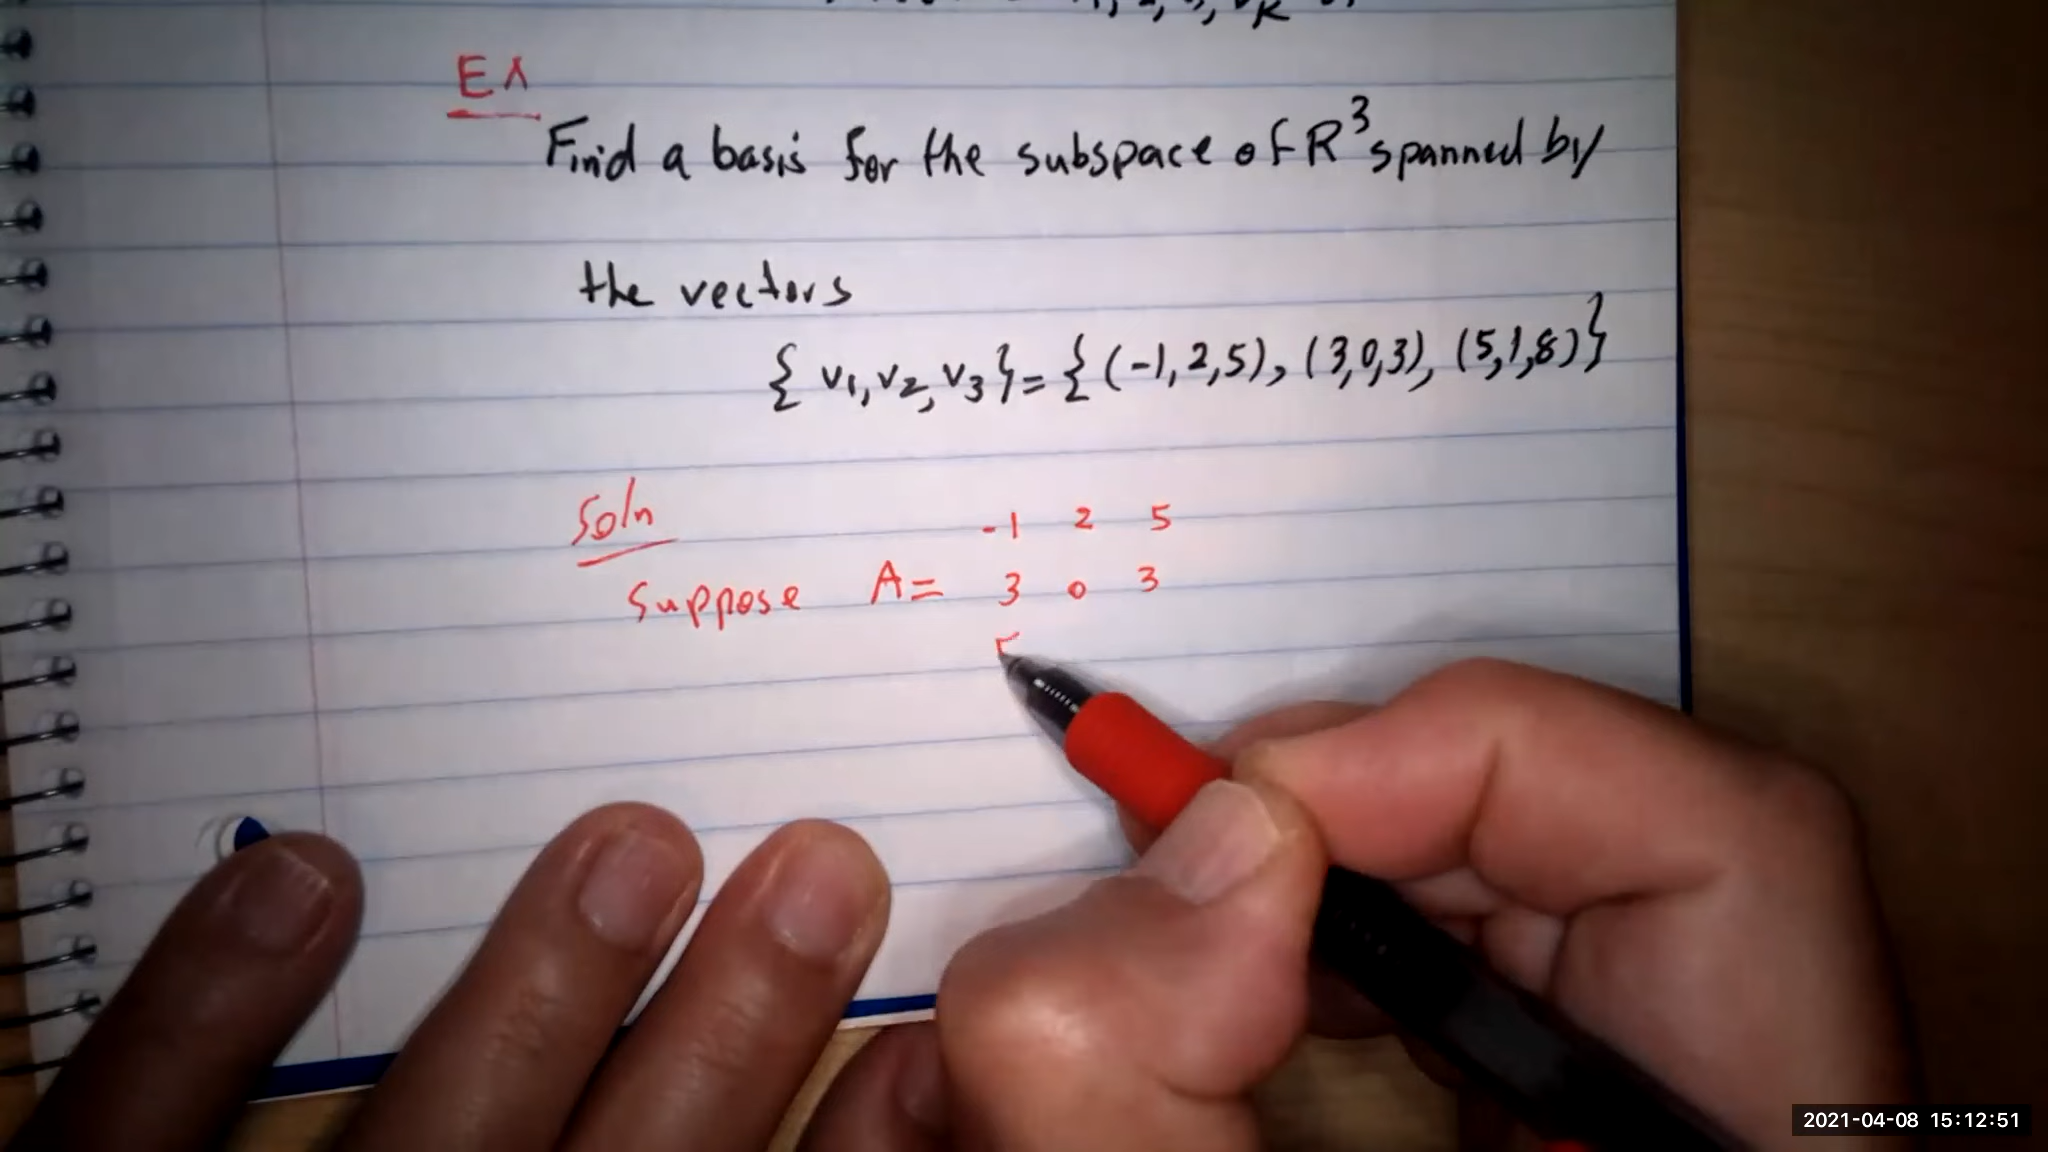 EX
Find a basis for the subspace of R³ spanned by
the vectors
{ v₁, v₂, v₃ } = { (-1, 2, 5), (3, 0, 3), (5, 1, 8) }
Soln
-1 2 5
Suppose A = 3 0 3
5
2021-04-08 15:12:51